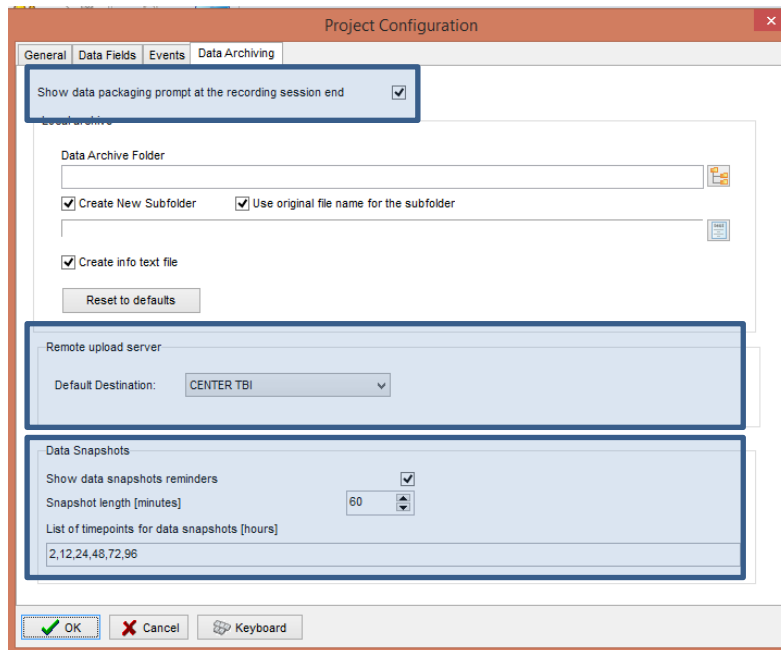 Project Configuration
General Data Fields Events Data Archiving
Show data packaging prompt at the recording session end
Local archive
Data Archive Folder
Create New Subfolder Use original file name for the subfolder
Create info text file
Reset to defaults
Remote upload server
Default Destination: CENTER TBI
Data Snapshots
Show data snapshots reminders
Snapshot length [minutes] 60
List of timepoints for data snapshots [hours]
2,12,24,48,72,96
OK Cancel Keyboard